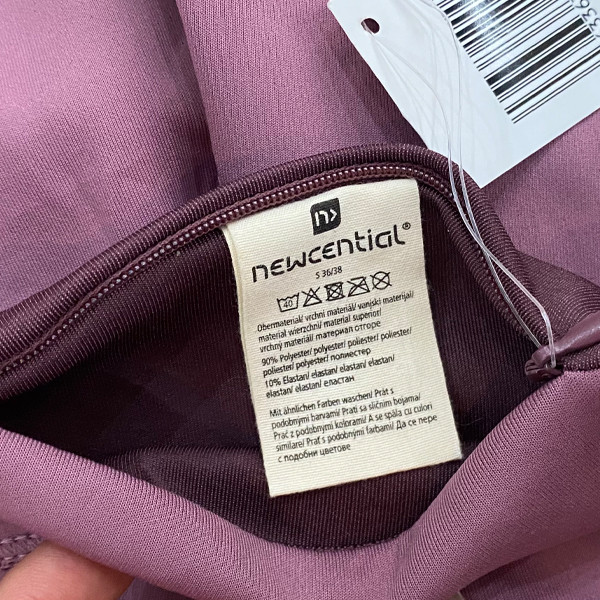 n>
newcential®
S 36/38
40
Obermaterial/ vrchní materiál/ vanjski materijal/
materiał wierzchni/ material superior/
vrchný materiál/ материал отгоре
90% Polyester/ polyester/ poliester/ poliester/
poliester/ polyester/ полиестер
10% Elastan/ elastan/ elastan/ elastan/
elastan/ elastan/ еластан
Mit ähnlichen Farben waschen/ Prát s
podobnými barvami/ Prati sa sličnim bojama/
Prać z podobnymi kolorami/ A se spăla cu culori
similare/ Prať s podobnými farbami/ Да се пере
с подобни цветове